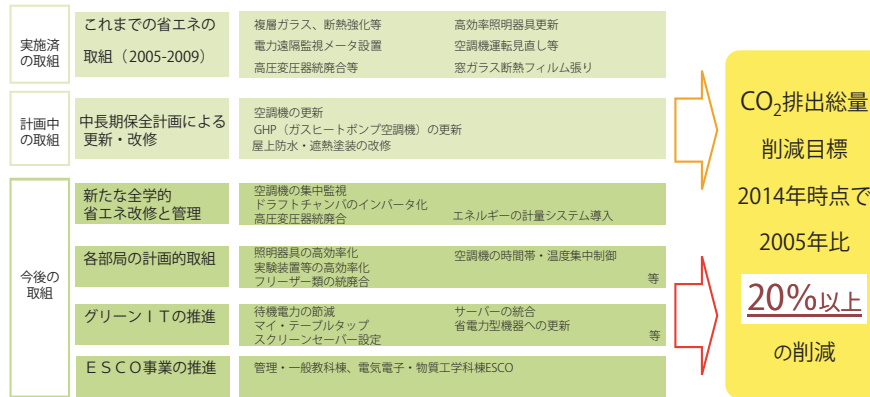 実施済
の取組
これまでの省エネの
取組（2005-2009）
複層ガラス、断熱強化等
高効率照明器具更新
電力遠隔監視メータ設置
空調機運転見直し等
高圧変圧器統廃合等
窓ガラス断熱フィルム張り
計画中
の取組
中長期保全計画による
更新・改修
空調機の更新
GHP（ガスヒートポンプ空調機）の更新
屋上防水・遮熱塗装の改修
今後の
取組
新たな全学的
省エネ改修と管理
空調機の集中監視
ドラフトチャンバのインバータ化
高圧変圧器統廃合
エネルギーの計量システム導入
各部局の計画的取組
照明器具の高効率化
空調機の時間帯・温度集中制御
実験装置等の高効率化
フリーザー類の統廃合
等
グリーンＩＴの推進
待機電力の節減
サーバーの統合
マイ・テーブルタップ
省電力型機器への更新
スクリーンセーバー設定
等
ＥＳＣＯ事業の推進
管理・一般教科棟、電気電子・物質工学科棟ESCO
CO₂排出総量
削減目標
2014年時点で
2005年比
20%以上
の削減